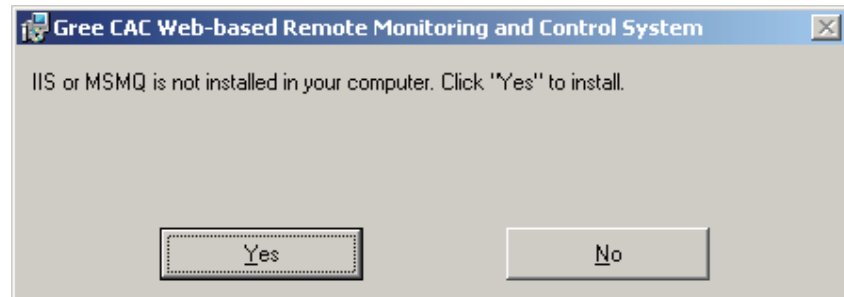 Gree CAC Web-based Remote Monitoring and Control System
IIS or MSMQ is not installed in your computer. Click "Yes" to install.
Yes
No